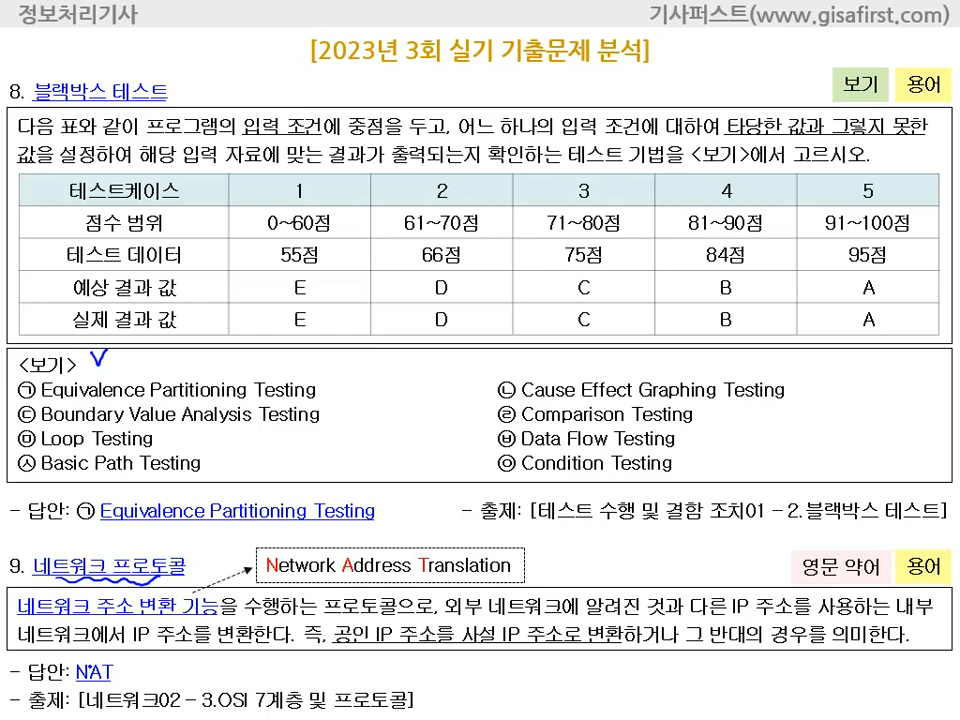 정보처리기사
기사퍼스트(www.gisafirst.com)
[2023년 3회 실기 기출문제 분석]
8. 블랙박스 테스트
보기 용어
다음 표와 같이 프로그램의 입력 조건에 중점을 두고, 어느 하나의 입력 조건에 대하여 타당한 값과 그렇지 못한
값을 설정하여 해당 입력 자료에 맞는 결과가 출력되는지 확인하는 테스트 기법을 <보기>에서 고르시오.
테스트케이스 1 2 3 4 5
점수 범위 0~60점 61~70점 71~80점 81~90점 91~100점
테스트 데이터 55점 66점 75점 84점 95점
예상 결과 값 E D C B A
실제 결과 값 E D C B A
<보기>
㉠ Equivalence Partitioning Testing ㉡ Cause Effect Graphing Testing
㉢ Boundary Value Analysis Testing ㉣ Comparison Testing
㉤ Loop Testing ㉥ Data Flow Testing
㉦ Basic Path Testing ㉧ Condition Testing
- 답안: ㉠ Equivalence Partitioning Testing - 출제: [테스트 수행 및 결함 조치01 - 2.블랙박스 테스트]
9. 네트워크 프로토콜
Network Address Translation
영문 약어 용어
네트워크 주소 변환 기능을 수행하는 프로토콜으로, 외부 네트워크에 알려진 것과 다른 IP 주소를 사용하는 내부
네트워크에서 IP 주소를 변환한다. 즉, 공인 IP 주소를 사설 IP 주소로 변환하거나 그 반대의 경우를 의미한다.
- 답안: NAT
- 출제: [네트워크02 - 3.OSI 7계층 및 프로토콜]